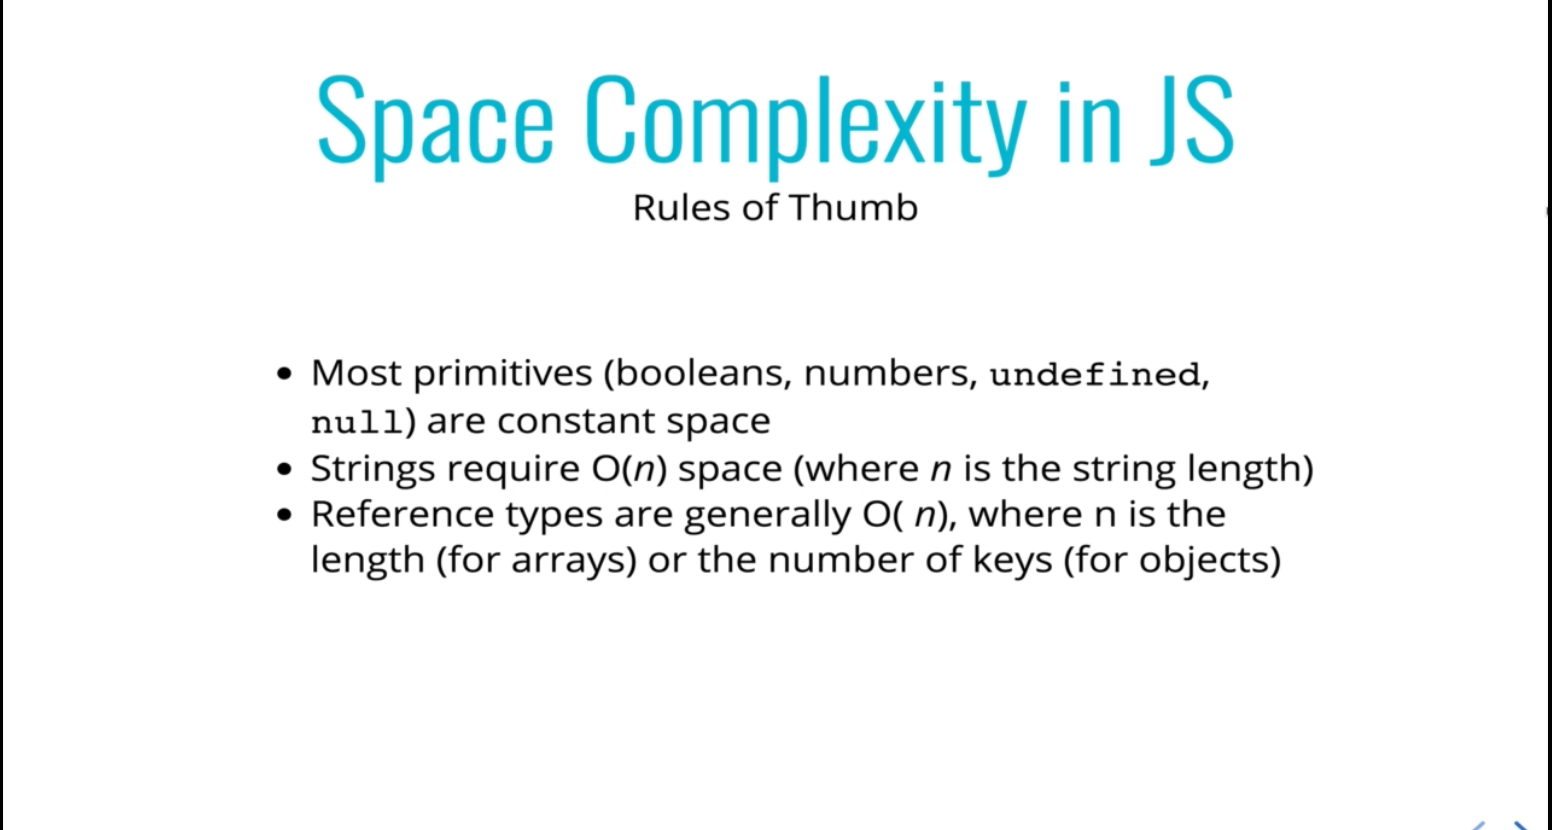 Space Complexity in JS
Rules of Thumb
• Most primitives (booleans, numbers, undefined,
null) are constant space
• Strings require O(n) space (where n is the string length)
• Reference types are generally O( n), where n is the
length (for arrays) or the number of keys (for objects)